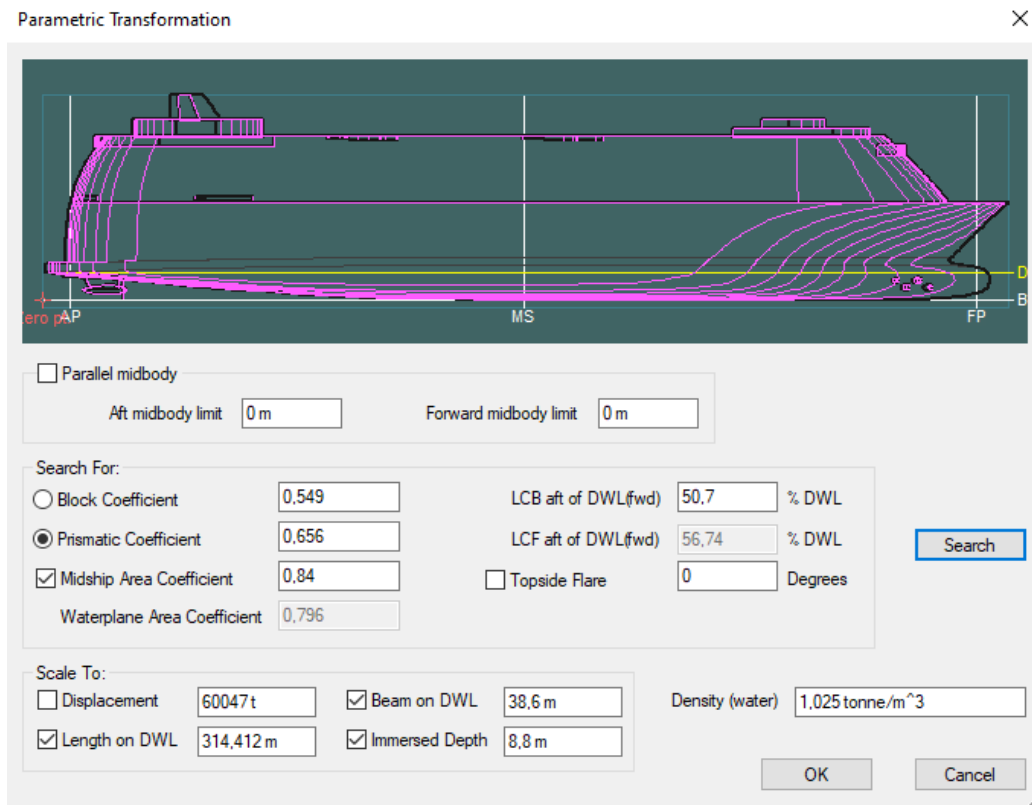 Parametric Transformation
D
B
Zero pt.
AP
MS
FP
Parallel midbody
Aft midbody limit 0 m Forward midbody limit 0 m
Search For:
Block Coefficient 0,549 LCB aft of DWL(fwd) 50,7 % DWL
Prismatic Coefficient 0,656 LCF aft of DWL(fwd) 56,74 % DWL Search
Midship Area Coefficient 0,84 Topside Flare 0 Degrees
Waterplane Area Coefficient 0,796
Scale To:
Displacement 60047 t Beam on DWL 38,6 m Density (water) 1,025 tonne/m^3
Length on DWL 314,412 m Immersed Depth 8,8 m
OK Cancel